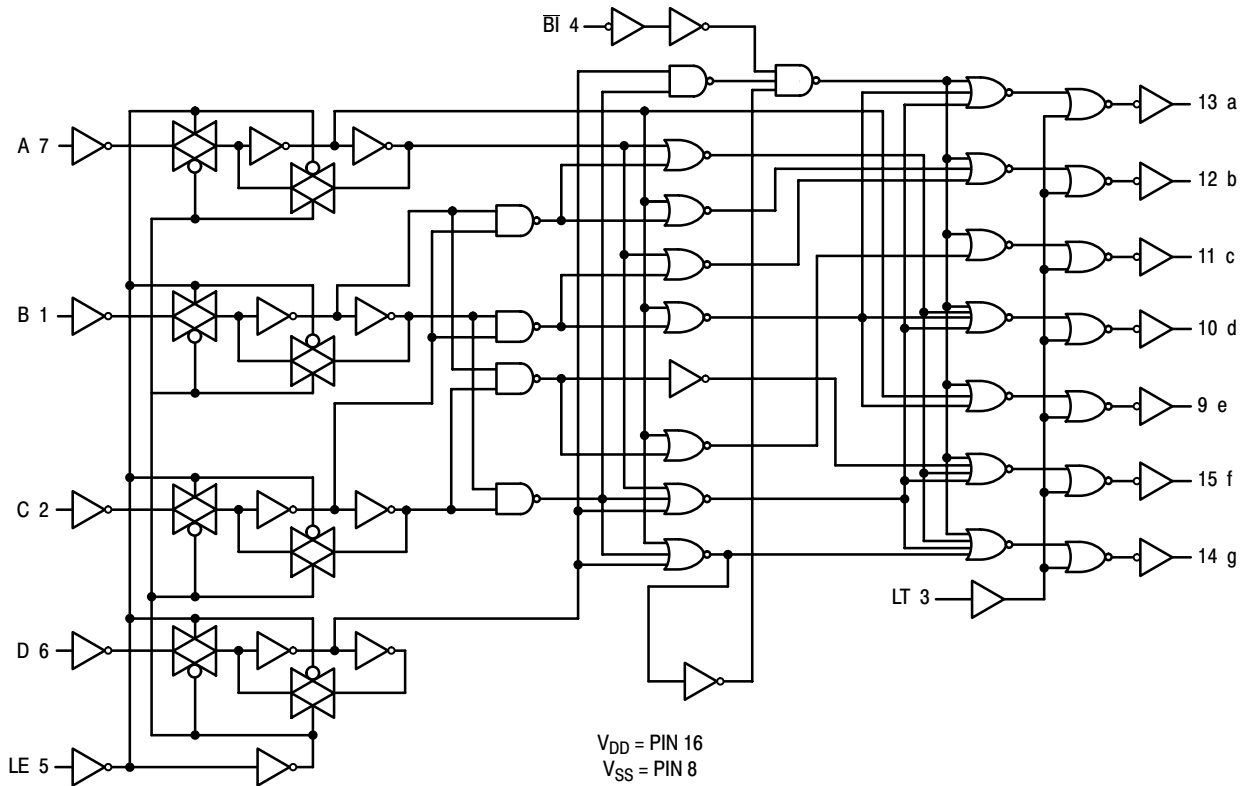 B̅I̅ 4
13 a
A 7
12 b
11 c
B 1
10 d
9 e
15 f
C 2
14 g
LT 3
D 6
V_DD = PIN 16
V_SS = PIN 8
LE 5